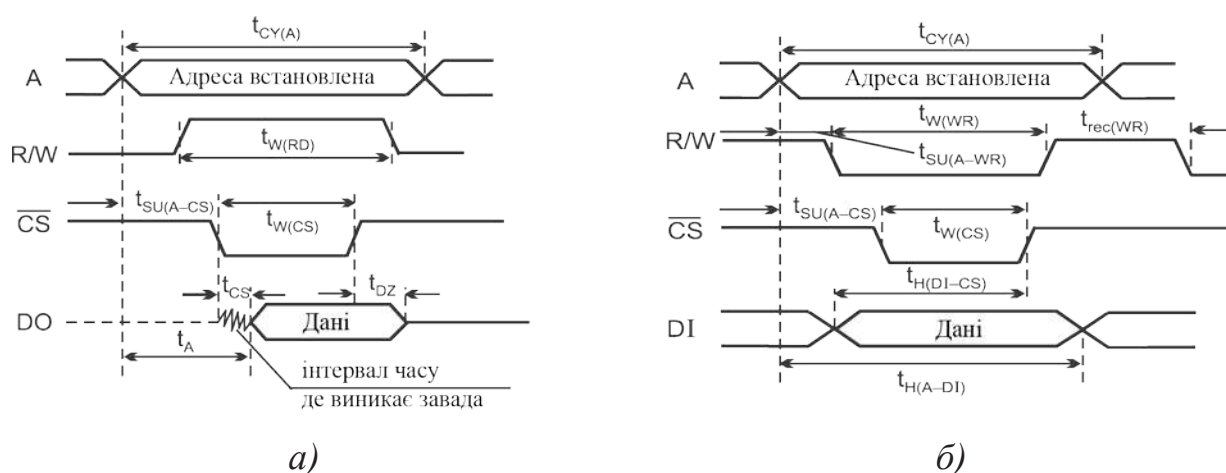 t_CY(A)
A
Адреса встановлена
R/W
t_W(RD)
t_SU(A–CS)
C̅S̅
t_W(CS)
t_CS
t_DZ
DO
Дані
t_A
інтервал часу
де виникає завада
а)
t_CY(A)
A
Адреса встановлена
t_W(WR)
t_rec(WR)
R/W
t_SU(A–WR)
t_SU(A–CS)
C̅S̅
t_W(CS)
t_H(DI–CS)
DI
Дані
t_H(A–DI)
б)